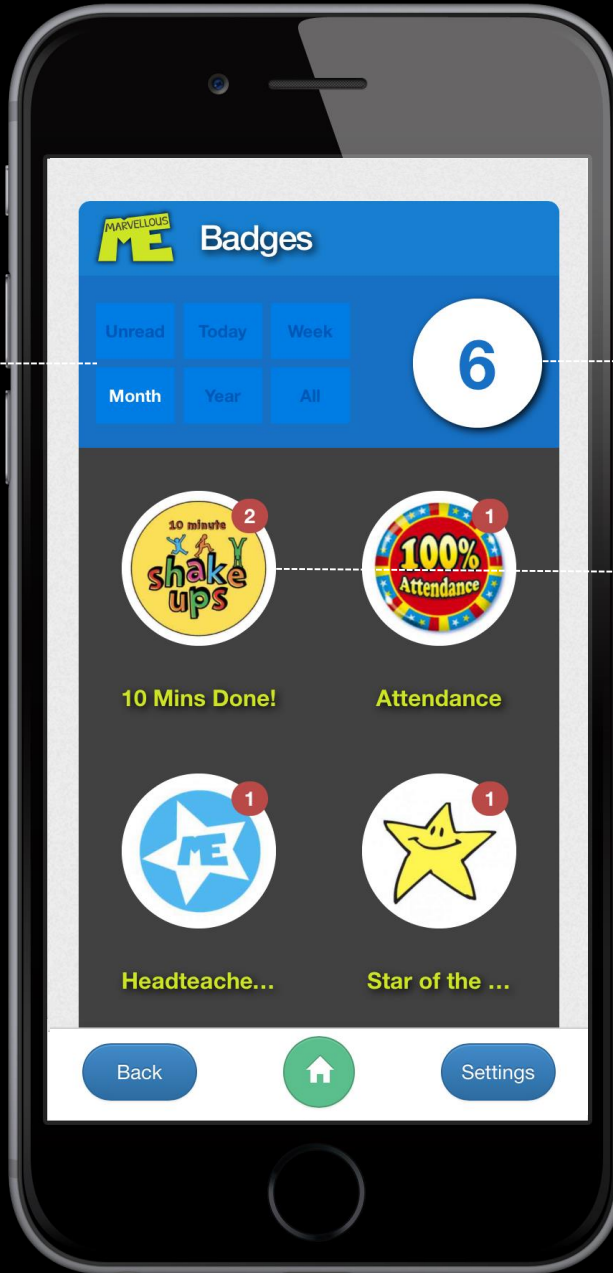 MARVELLOUS
ME
Badges
Unread Today Week
Month Year All
6
10 minute
shake
ups
2
100%
Attendance
1
10 Mins Done!
Attendance
ME
1
1
Headteache...
Star of the ...
Back
Settings